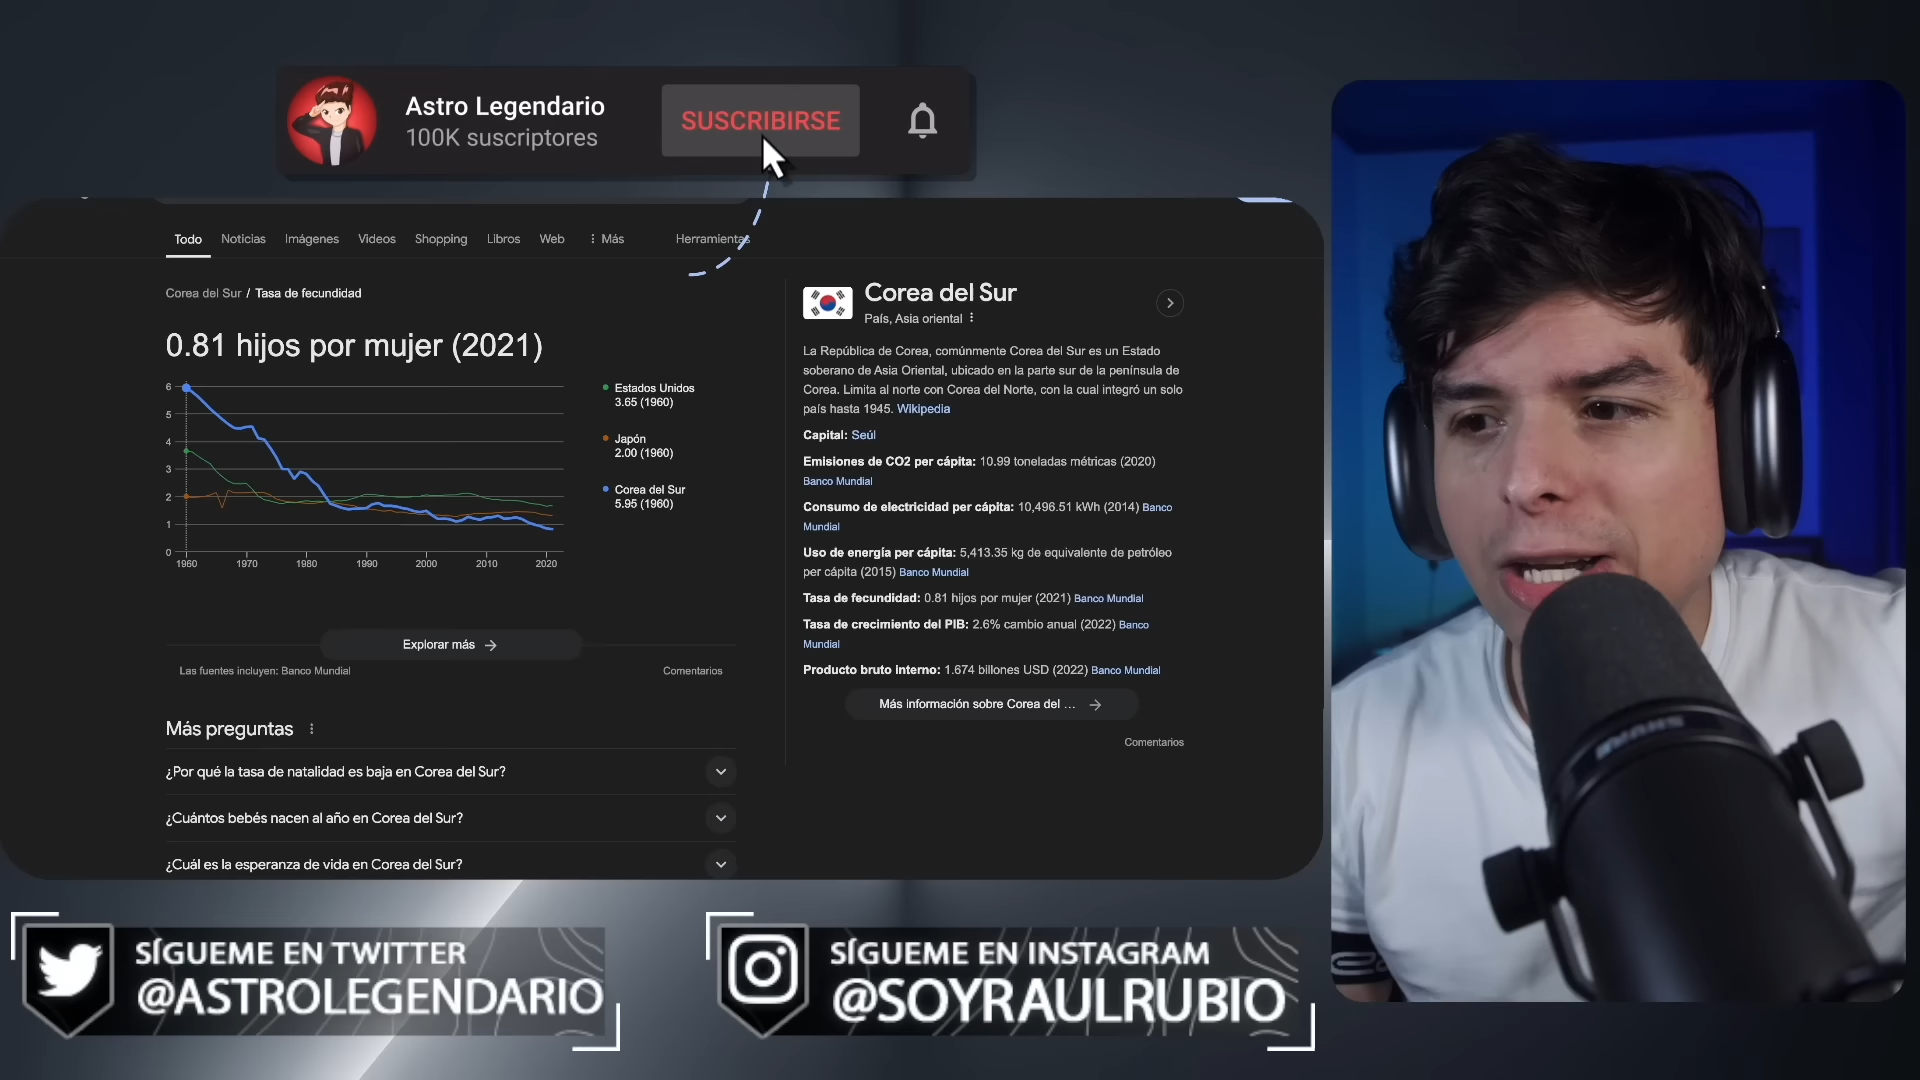 Astro Legendario
100K suscriptores
SUSCRIBIRSE
Todo
Noticias
Imágenes
Videos
Shopping
Libros
Web
Más
Herramientas
Corea del Sur / Tasa de fecundidad
0.81 hijos por mujer (2021)
6
5
4
3
2
1
0
1960
1970
1980
1990
2000
2010
2020
Estados Unidos
3.65 (1960)
Japón
2.00 (1960)
Corea del Sur
5.95 (1960)
Explorar más
Las fuentes incluyen: Banco Mundial
Comentarios
Más preguntas
¿Por qué la tasa de natalidad es baja en Corea del Sur?
¿Cuántos bebés nacen al año en Corea del Sur?
¿Cuál es la esperanza de vida en Corea del Sur?
Corea del Sur
País, Asia oriental
La República de Corea, comúnmente Corea del Sur es un Estado
soberano de Asia Oriental, ubicado en la parte sur de la península de
Corea. Limita al norte con Corea del Norte, con la cual integró un solo
país hasta 1945. Wikipedia
Capital: Seúl
Emisiones de CO2 per cápita: 10.99 toneladas métricas (2020)
Banco Mundial
Consumo de electricidad per cápita: 10,496.51 kWh (2014) Banco
Mundial
Uso de energía per cápita: 5,413.35 kg de equivalente de petróleo
per cápita (2015) Banco Mundial
Tasa de fecundidad: 0.81 hijos por mujer (2021) Banco Mundial
Tasa de crecimiento del PIB: 2.6% cambio anual (2022) Banco
Mundial
Producto bruto interno: 1.674 billones USD (2022) Banco Mundial
Más información sobre Corea del ...
Comentarios
SÍGUEME EN TWITTER
@ASTROLEGENDARIO
SÍGUEME EN INSTAGRAM
@SOYRAULRUBIO